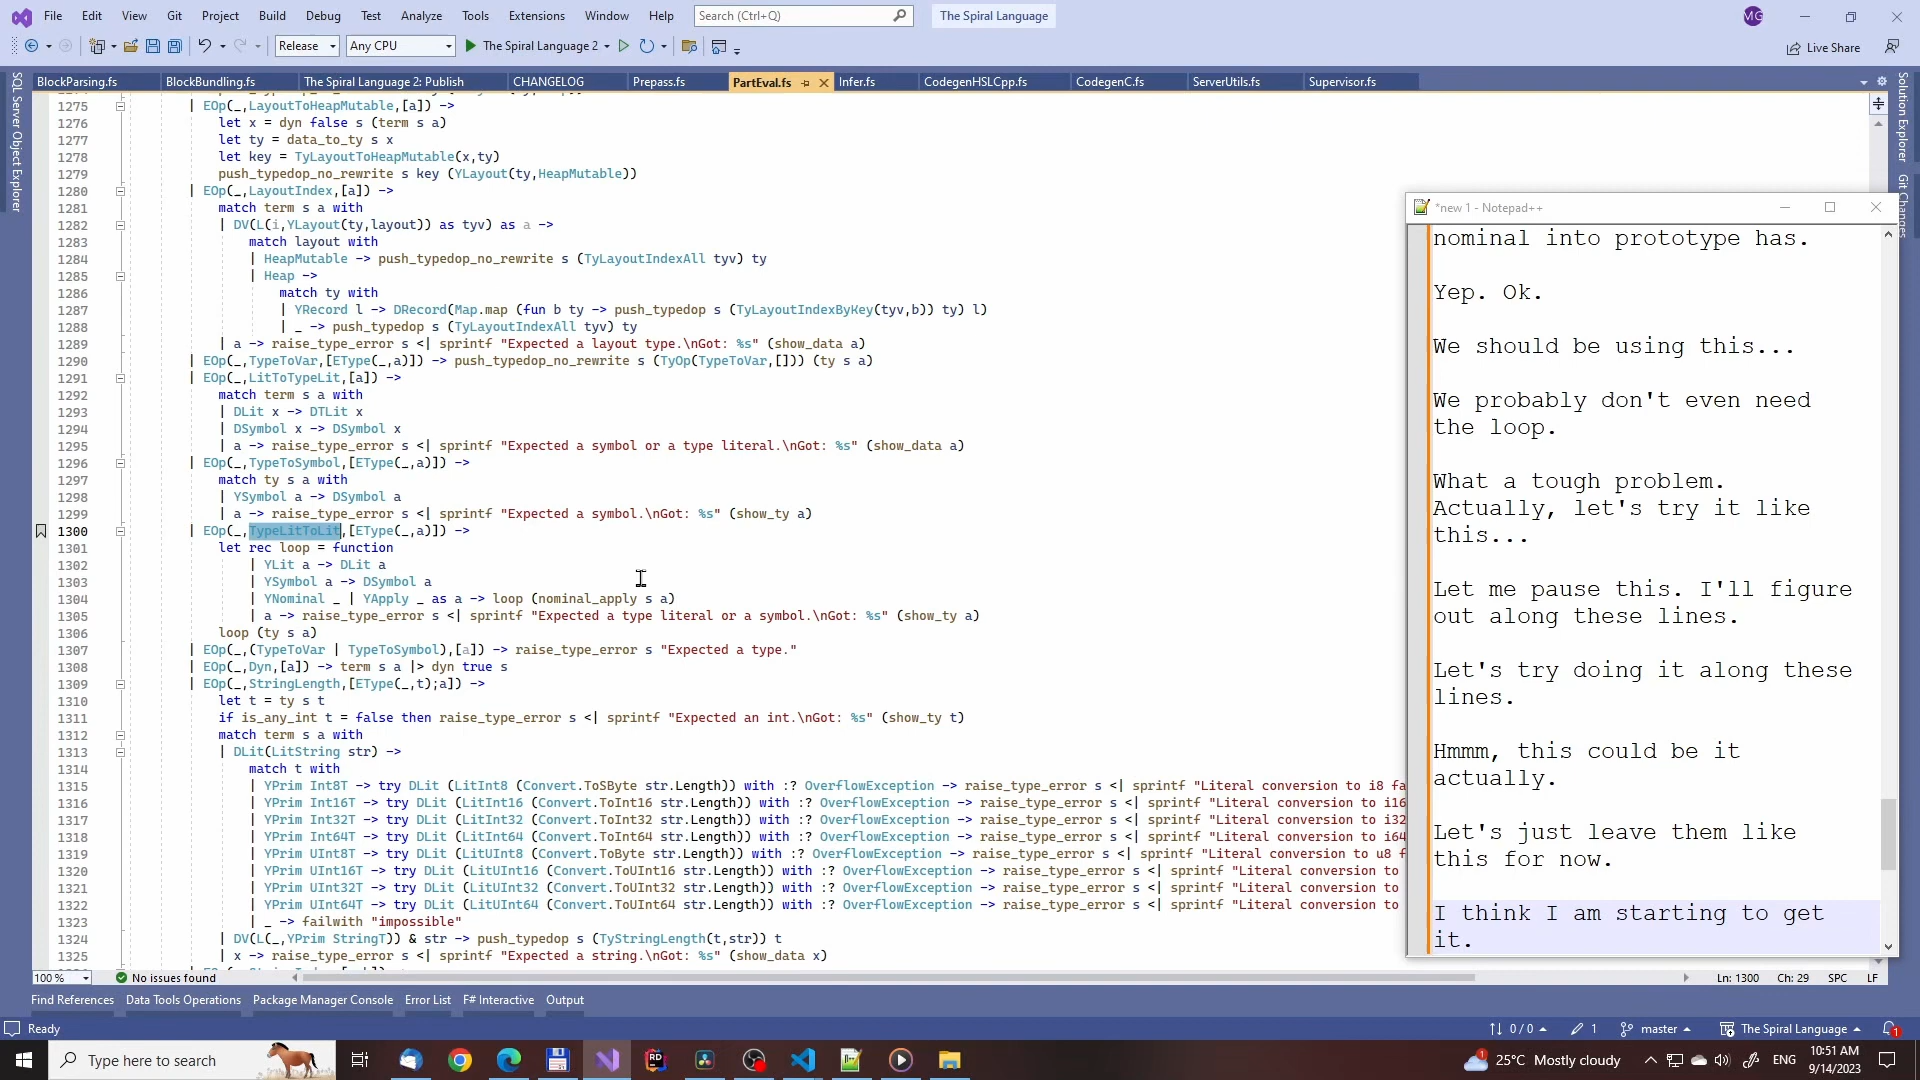 File Edit View Git Project Build Debug Test Analyze Tools Extensions Window Help Search (Ctrl+Q) The Spiral Language MG
Release Any CPU The Spiral Language 2 Live Share
BlockParsing.fs BlockBundling.fs The Spiral Language 2: Publish CHANGELOG Prepass.fs PartEval.fs Infer.fs CodegenHSLCpp.fs CodegenC.fs ServerUtils.fs Supervisor.fs
SQL Server Object Explorer
Solution Explorer
Git Changes
1275 | EOp(_,LayoutToHeapMutable,[a]) ->
1276 let x = dyn false s (term s a)
1277 let ty = data_to_ty s x
1278 let key = TyLayoutToHeapMutable(x,ty)
1279 push_typedop_no_rewrite s key (YLayout(ty,HeapMutable))
1280 | EOp(_,LayoutIndex,[a]) ->
1281 match term s a with
1282 | DV(L(i,YLayout(ty,layout)) as tyv) as a ->
1283 match layout with
1284 | HeapMutable -> push_typedop_no_rewrite s (TyLayoutIndexAll tyv) ty
1285 | Heap ->
1286 match ty with
1287 | YRecord l -> DRecord(Map.map (fun b ty -> push_typedop s (TyLayoutIndexByKey(tyv,b)) ty) l)
1288 | _ -> push_typedop s (TyLayoutIndexAll tyv) ty
1289 | a -> raise_type_error s <| sprintf "Expected a layout type.\nGot: %s" (show_data a)
1290 | EOp(_,TypeToVar,[EType(_,a)]) -> push_typedop_no_rewrite s (TyOp(TypeToVar,[])) (ty s a)
1291 | EOp(_,LitToTypeLit,[a]) ->
1292 match term s a with
1293 | DLit x -> DTLit x
1294 | DSymbol x -> DSymbol x
1295 | a -> raise_type_error s <| sprintf "Expected a symbol or a type literal.\nGot: %s" (show_data a)
1296 | EOp(_,TypeToSymbol,[EType(_,a)]) ->
1297 match ty s a with
1298 | YSymbol a -> DSymbol a
1299 | a -> raise_type_error s <| sprintf "Expected a symbol.\nGot: %s" (show_ty a)
1300 | EOp(_,TypeLitToLit,[EType(_,a)]) ->
1301 let rec loop = function
1302 | YLit a -> DLit a
1303 | YSymbol a -> DSymbol a
1304 | YNominal _ | YApply _ as a -> loop (nominal_apply s a)
1305 | a -> raise_type_error s <| sprintf "Expected a type literal or a symbol.\nGot: %s" (show_ty a)
1306 loop (ty s a)
1307 | EOp(_,(TypeToVar | TypeToSymbol),[a]) -> raise_type_error s "Expected a type."
1308 | EOp(_,Dyn,[a]) -> term s a |> dyn true s
1309 | EOp(_,StringLength,[EType(_,t);a]) ->
1310 let t = ty s t
1311 if is_any_int t = false then raise_type_error s <| sprintf "Expected an int.\nGot: %s" (show_ty t)
1312 match term s a with
1313 | DLit(LitString str) ->
1314 match t with
1315 | YPrim Int8T -> try DLit (LitInt8 (Convert.ToSByte str.Length)) with :? OverflowException -> raise_type_error s <| sprintf "Literal conversion to i8 fa
1316 | YPrim Int16T -> try DLit (LitInt16 (Convert.ToInt16 str.Length)) with :? OverflowException -> raise_type_error s <| sprintf "Literal conversion to i16
1317 | YPrim Int32T -> try DLit (LitInt32 (Convert.ToInt32 str.Length)) with :? OverflowException -> raise_type_error s <| sprintf "Literal conversion to i32
1318 | YPrim Int64T -> try DLit (LitInt64 (Convert.ToInt64 str.Length)) with :? OverflowException -> raise_type_error s <| sprintf "Literal conversion to i64
1319 | YPrim UInt8T -> try DLit (LitUInt8 (Convert.ToByte str.Length)) with :? OverflowException -> raise_type_error s <| sprintf "Literal conversion to u8 f
1320 | YPrim UInt16T -> try DLit (LitUInt16 (Convert.ToUInt16 str.Length)) with :? OverflowException -> raise_type_error s <| sprintf "Literal conversion to
1321 | YPrim UInt32T -> try DLit (LitUInt32 (Convert.ToUInt32 str.Length)) with :? OverflowException -> raise_type_error s <| sprintf "Literal conversion to
1322 | YPrim UInt64T -> try DLit (LitUInt64 (Convert.ToUInt64 str.Length)) with :? OverflowException -> raise_type_error s <| sprintf "Literal conversion to
1323 | _ -> failwith "impossible"
1324 | DV(L(_,YPrim StringT)) & str -> push_typedop s (TyStringLength(t,str)) t
1325 | x -> raise_type_error s <| sprintf "Expected a string.\nGot: %s" (show_data x)
*new 1 - Notepad++
nominal into prototype has.
Yep. Ok.
We should be using this...
We probably don't even need
the loop.
What a tough problem.
Actually, let's try it like
this...
Let me pause this. I'll figure
out along these lines.
Let's try doing it along these
lines.
Hmmm, this could be it
actually.
Let's just leave them like
this for now.
I think I am starting to get
it.
100 % No issues found Ln: 1300 Ch: 29 SPC LF
Find References Data Tools Operations Package Manager Console Error List F# Interactive Output
Ready 0 / 0 1 master The Spiral Language 1
Type here to search 1 25°C Mostly cloudy ENG 10:51 AM
9/14/2023